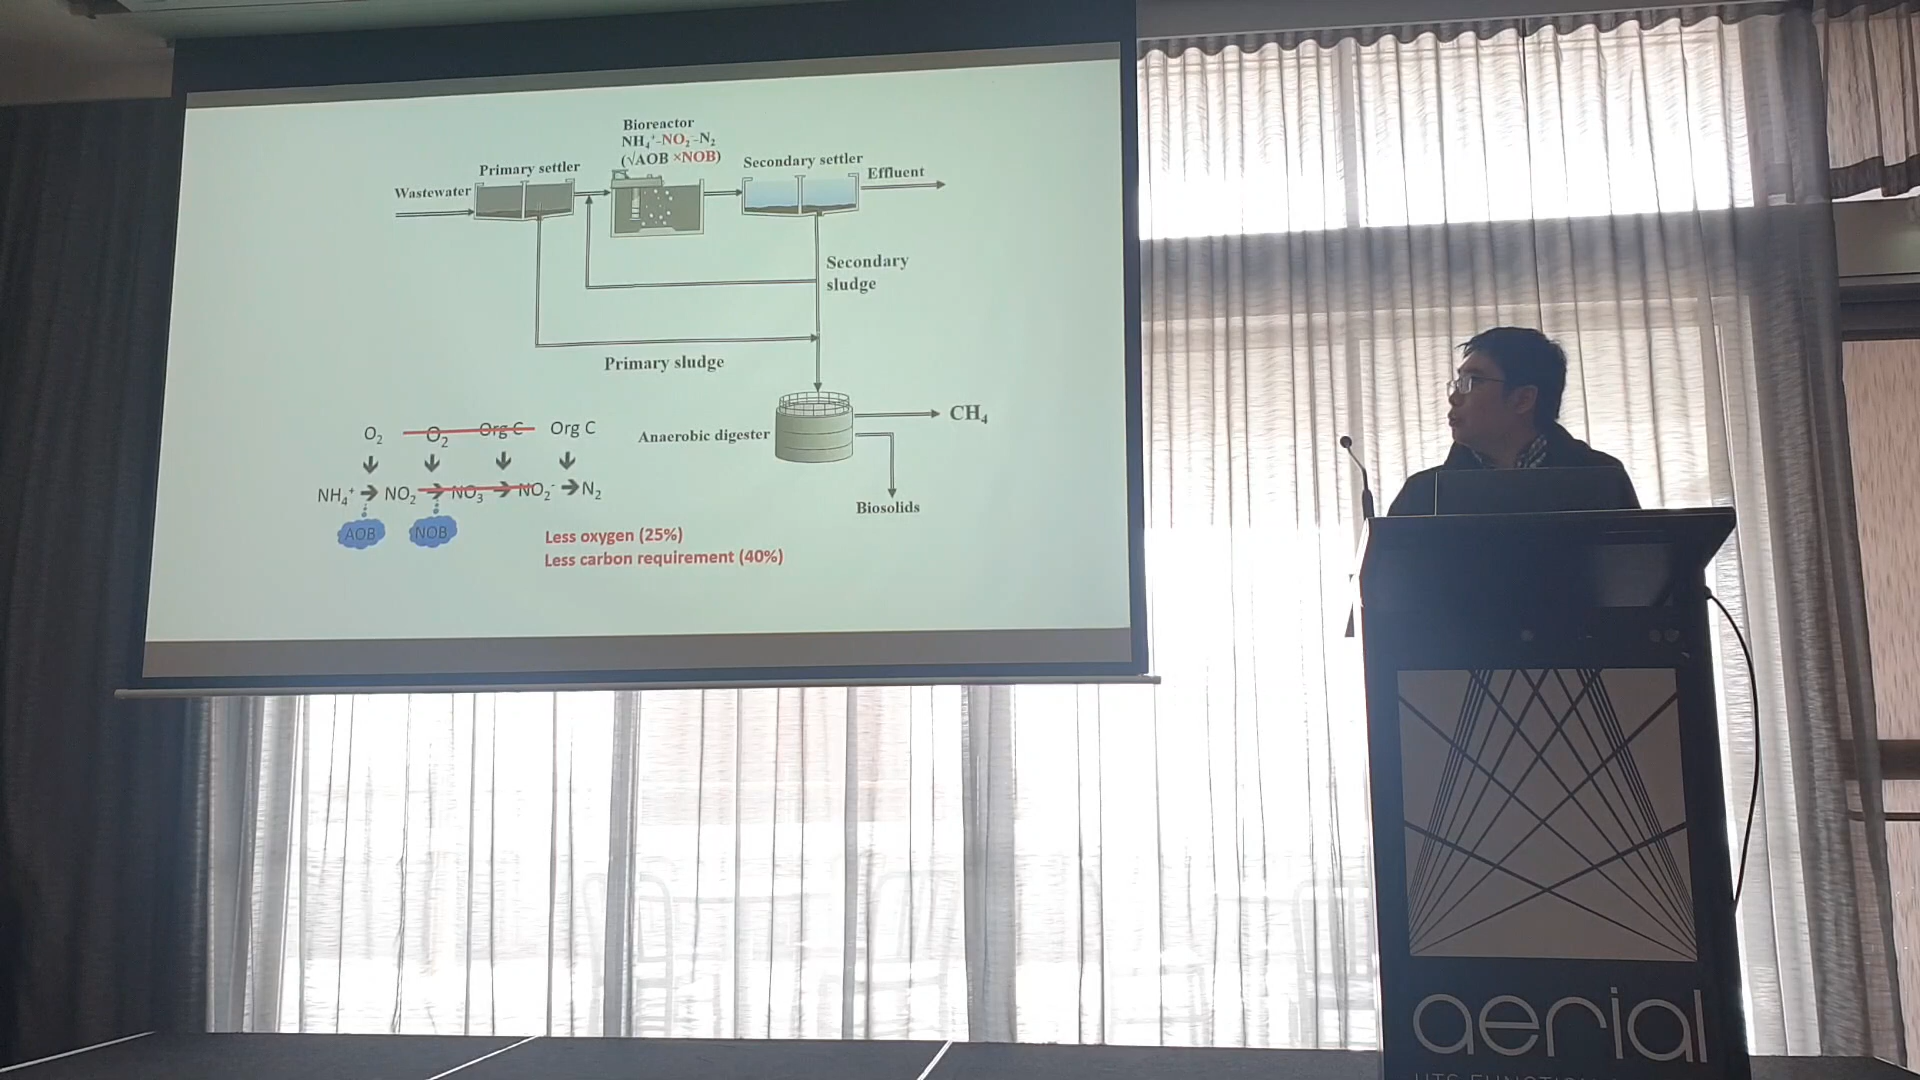 Bioreactor
NH₄⁺-NO₂⁻-N₂
(√AOB ×NOB)
Primary settler
Secondary settler
Wastewater
Effluent
Secondary
sludge
Primary sludge
Anaerobic digester
CH₄
Biosolids
O₂ O₂ Org C Org C
NH₄⁺ → NO₂ → NO₃ → NO₂⁻ → N₂
AOB NOB
Less oxygen (25%)
Less carbon requirement (40%)
aerial